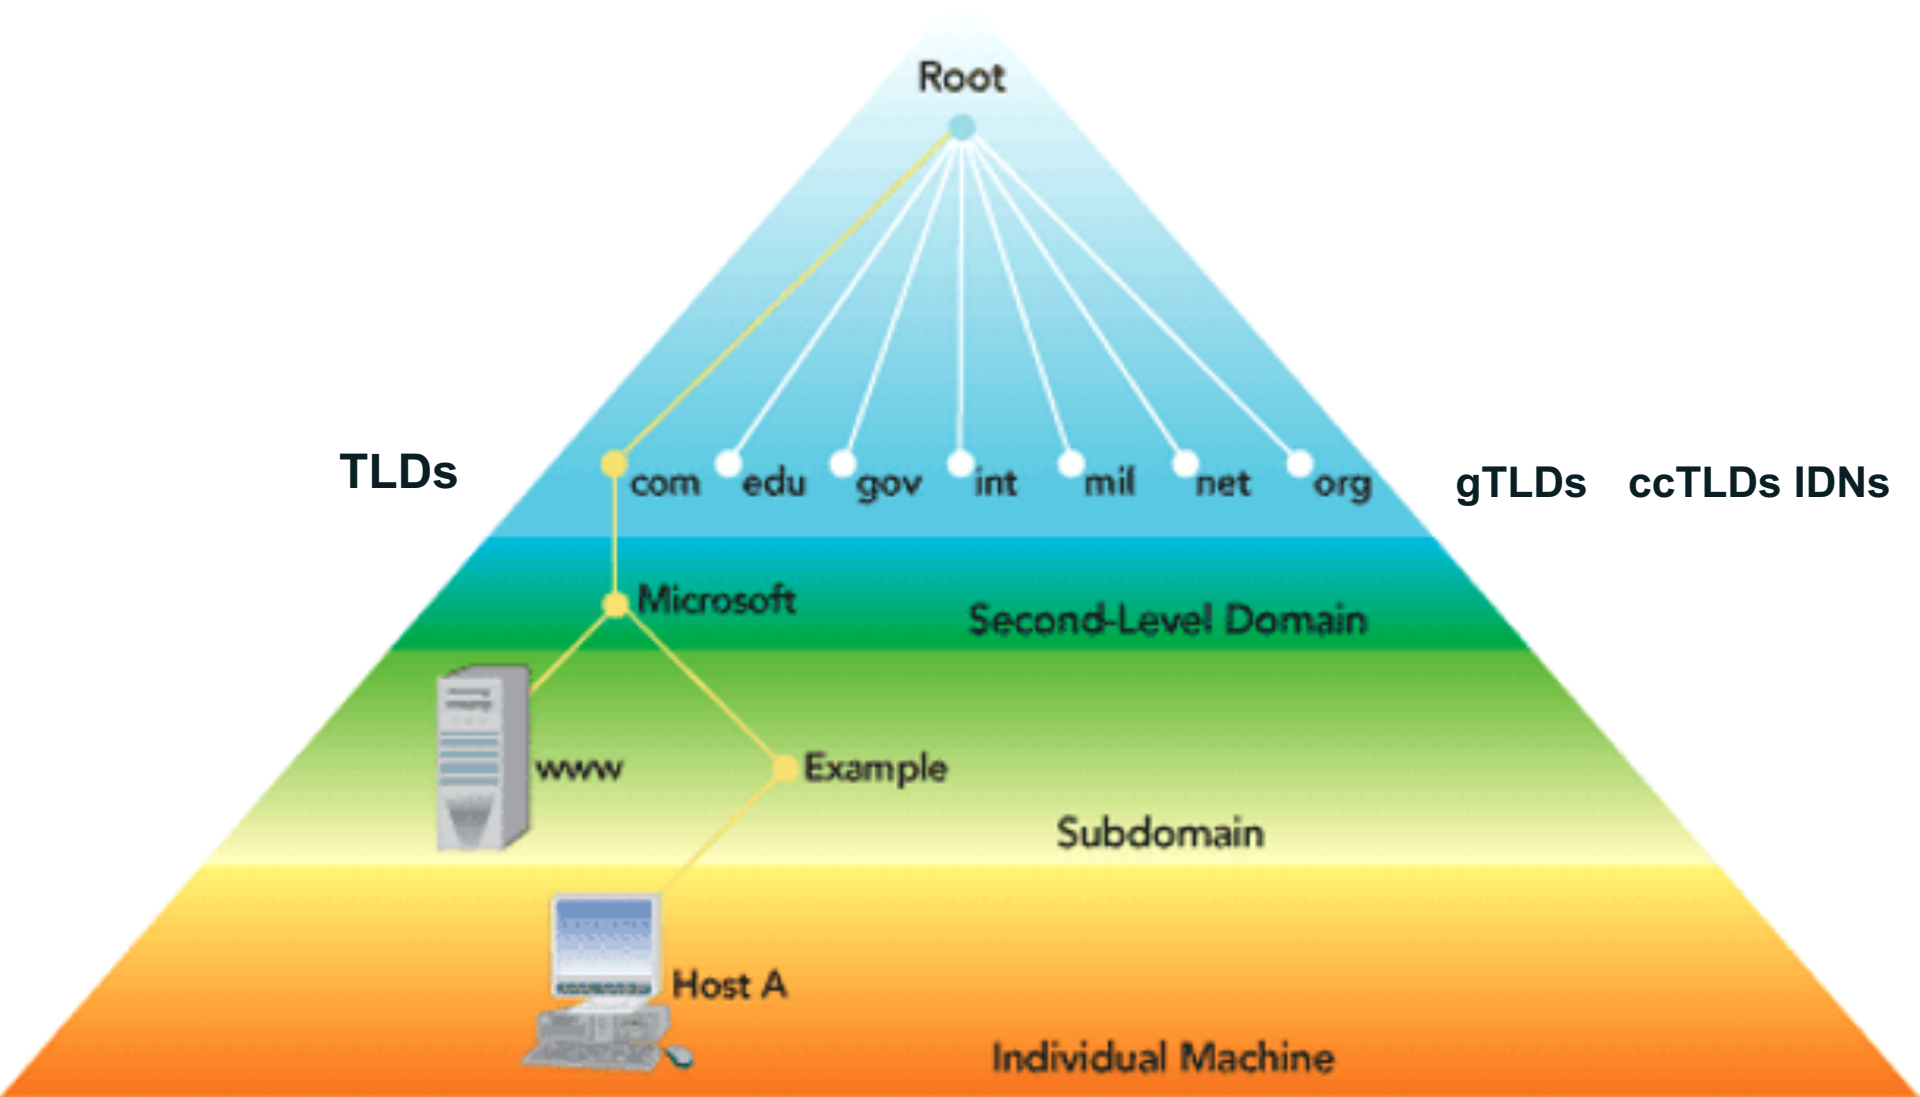 Root
TLDs
com edu gov int mil net org
gTLDs ccTLDs IDNs
Microsoft
Second-Level Domain
www
Example
Subdomain
Host A
Individual Machine